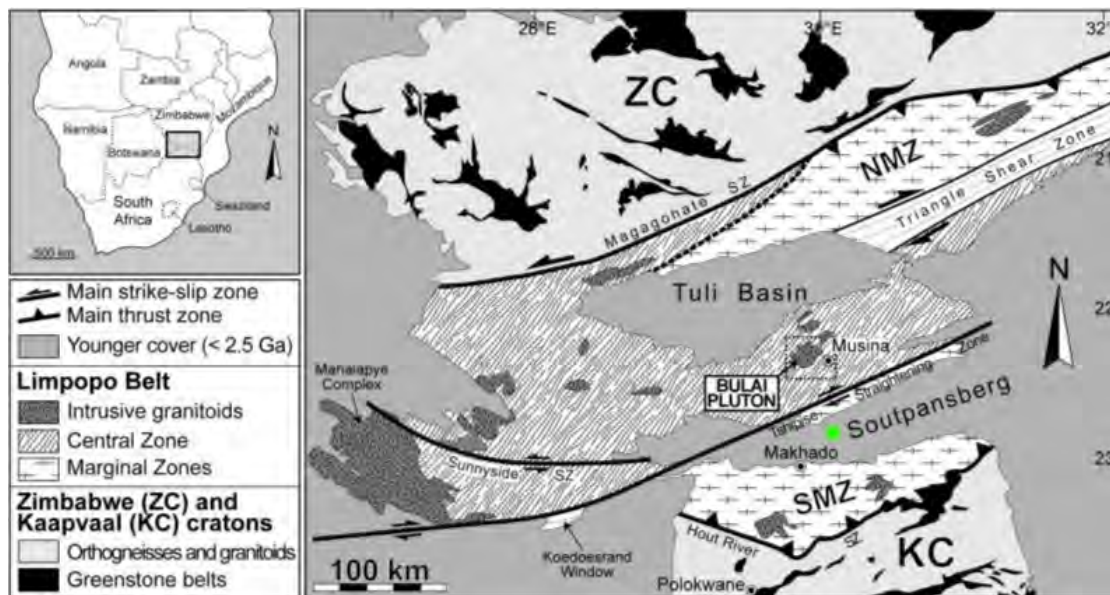 Angola
Zambia
Mozambique
Zimbabwe
Namibia
Botswana
South
Africa
Swaziland
Lesotho
N
500 km
Main strike-slip zone
Main thrust zone
Younger cover (< 2.5 Ga)
Limpopo Belt
Intrusive granitoids
Central Zone
Marginal Zones
Zimbabwe (ZC) and
Kaapvaal (KC) cratons
Orthogneisses and granitoids
Greenstone belts
28°E
32
ZC
NMZ
21
Magagohate SZ
Triangle Shear Zone
N
Tuli Basin
22
Musina
BULAI
PLUTON
Straightening Zone
Soutpansberg
Complex
Makhado
23
Sunnyside
SZ
SMZ
Koedoesrand
Window
Hout River
SZ
KC
100 km
Polokwane